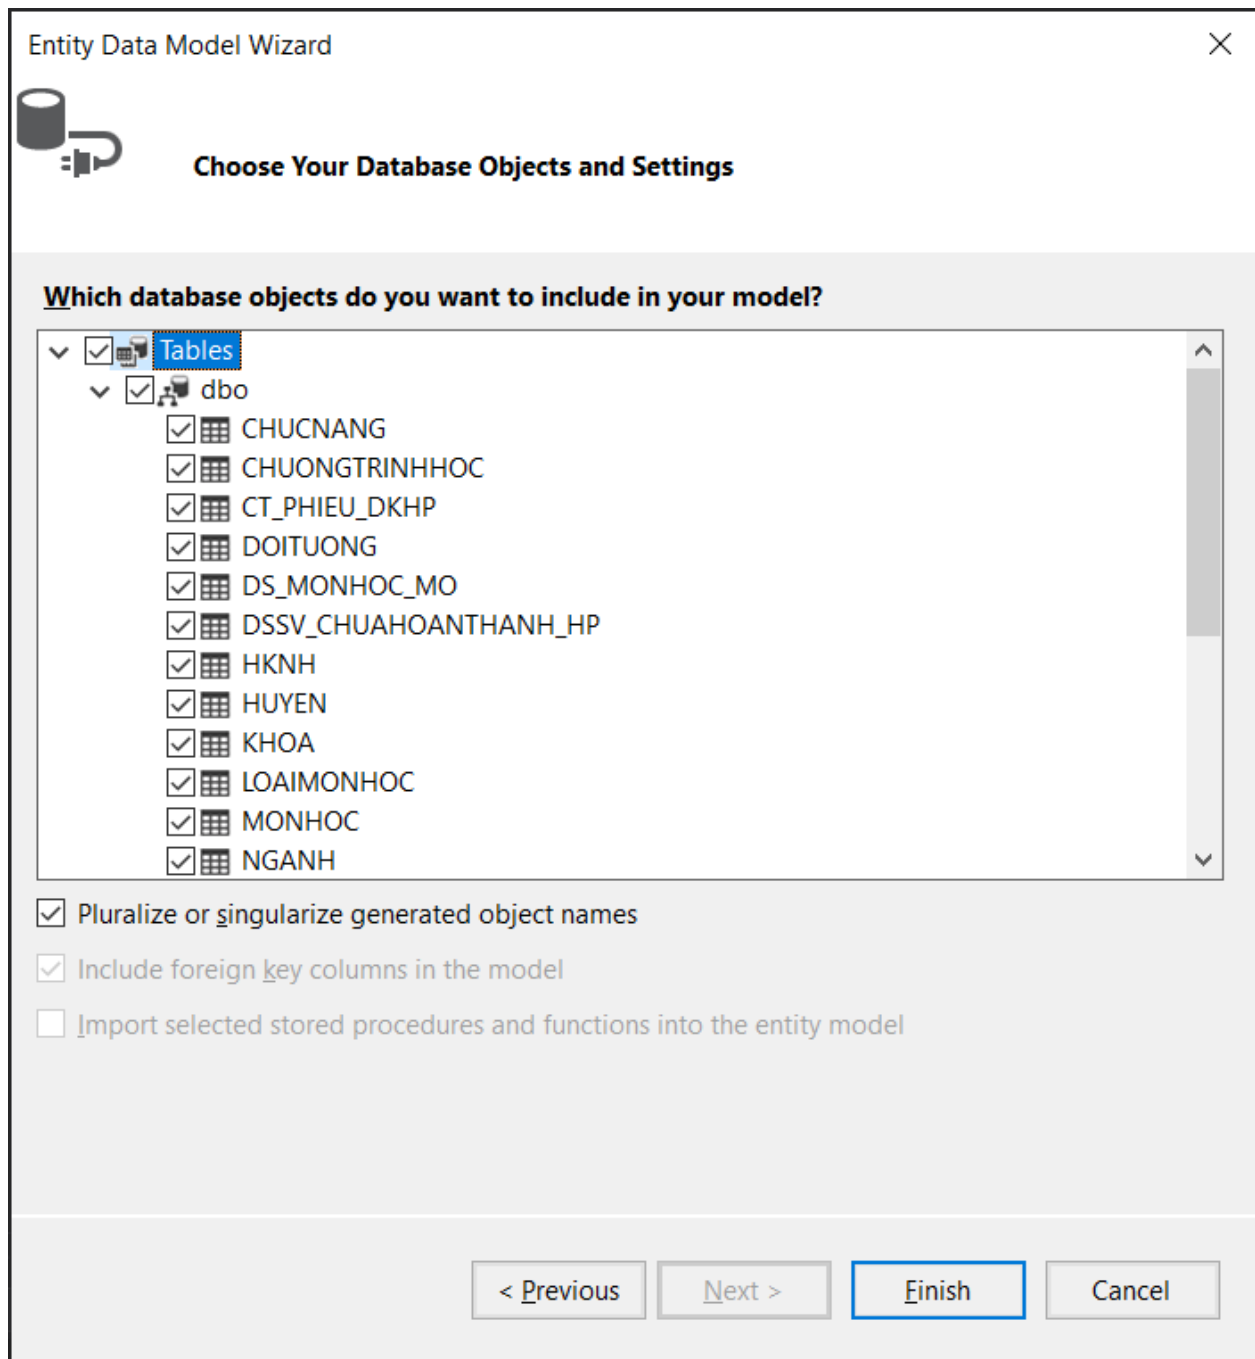 Entity Data Model Wizard
Choose Your Database Objects and Settings
Which database objects do you want to include in your model?
Tables
dbo
CHUCNANG
CHUONGTRINHHOC
CT_PHIEU_DKHP
DOITUONG
DS_MONHOC_MO
DSSV_CHUAHOANTHANH_HP
HKNH
HUYEN
KHOA
LOAIMONHOC
MONHOC
NGANH
Pluralize or singularize generated object names
Include foreign key columns in the model
Import selected stored procedures and functions into the entity model
< Previous
Next >
Finish
Cancel